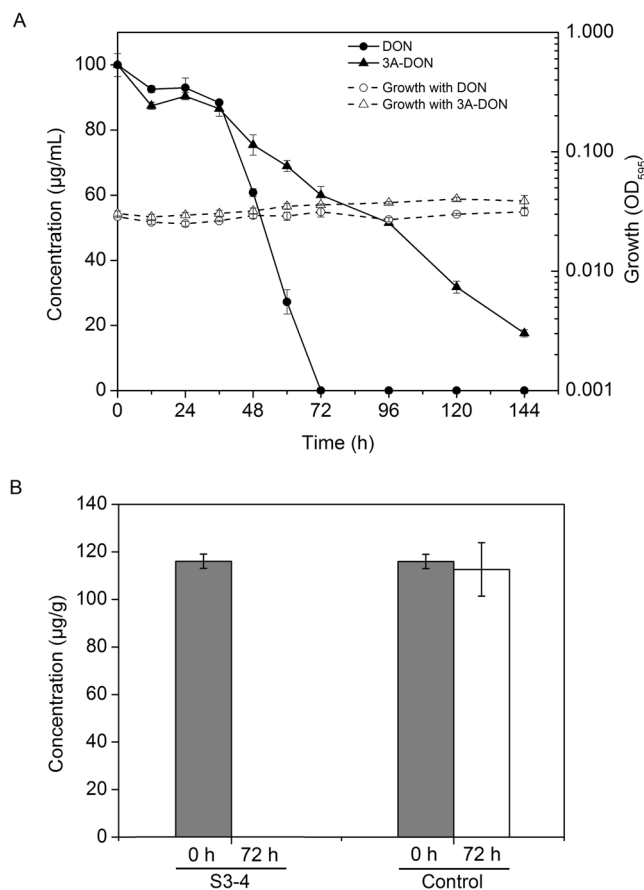 A
DON
3A-DON
Growth with DON
Growth with 3A-DON
Concentration (µg/mL)
100
80
60
40
20
0
1.000
0.100
0.010
0.001
Growth (OD595)
0 24 48 72 96 120 144
Time (h)
B
Concentration (µg/g)
140
120
100
80
60
40
20
0
0 h 72 h 0 h 72 h
S3-4 Control